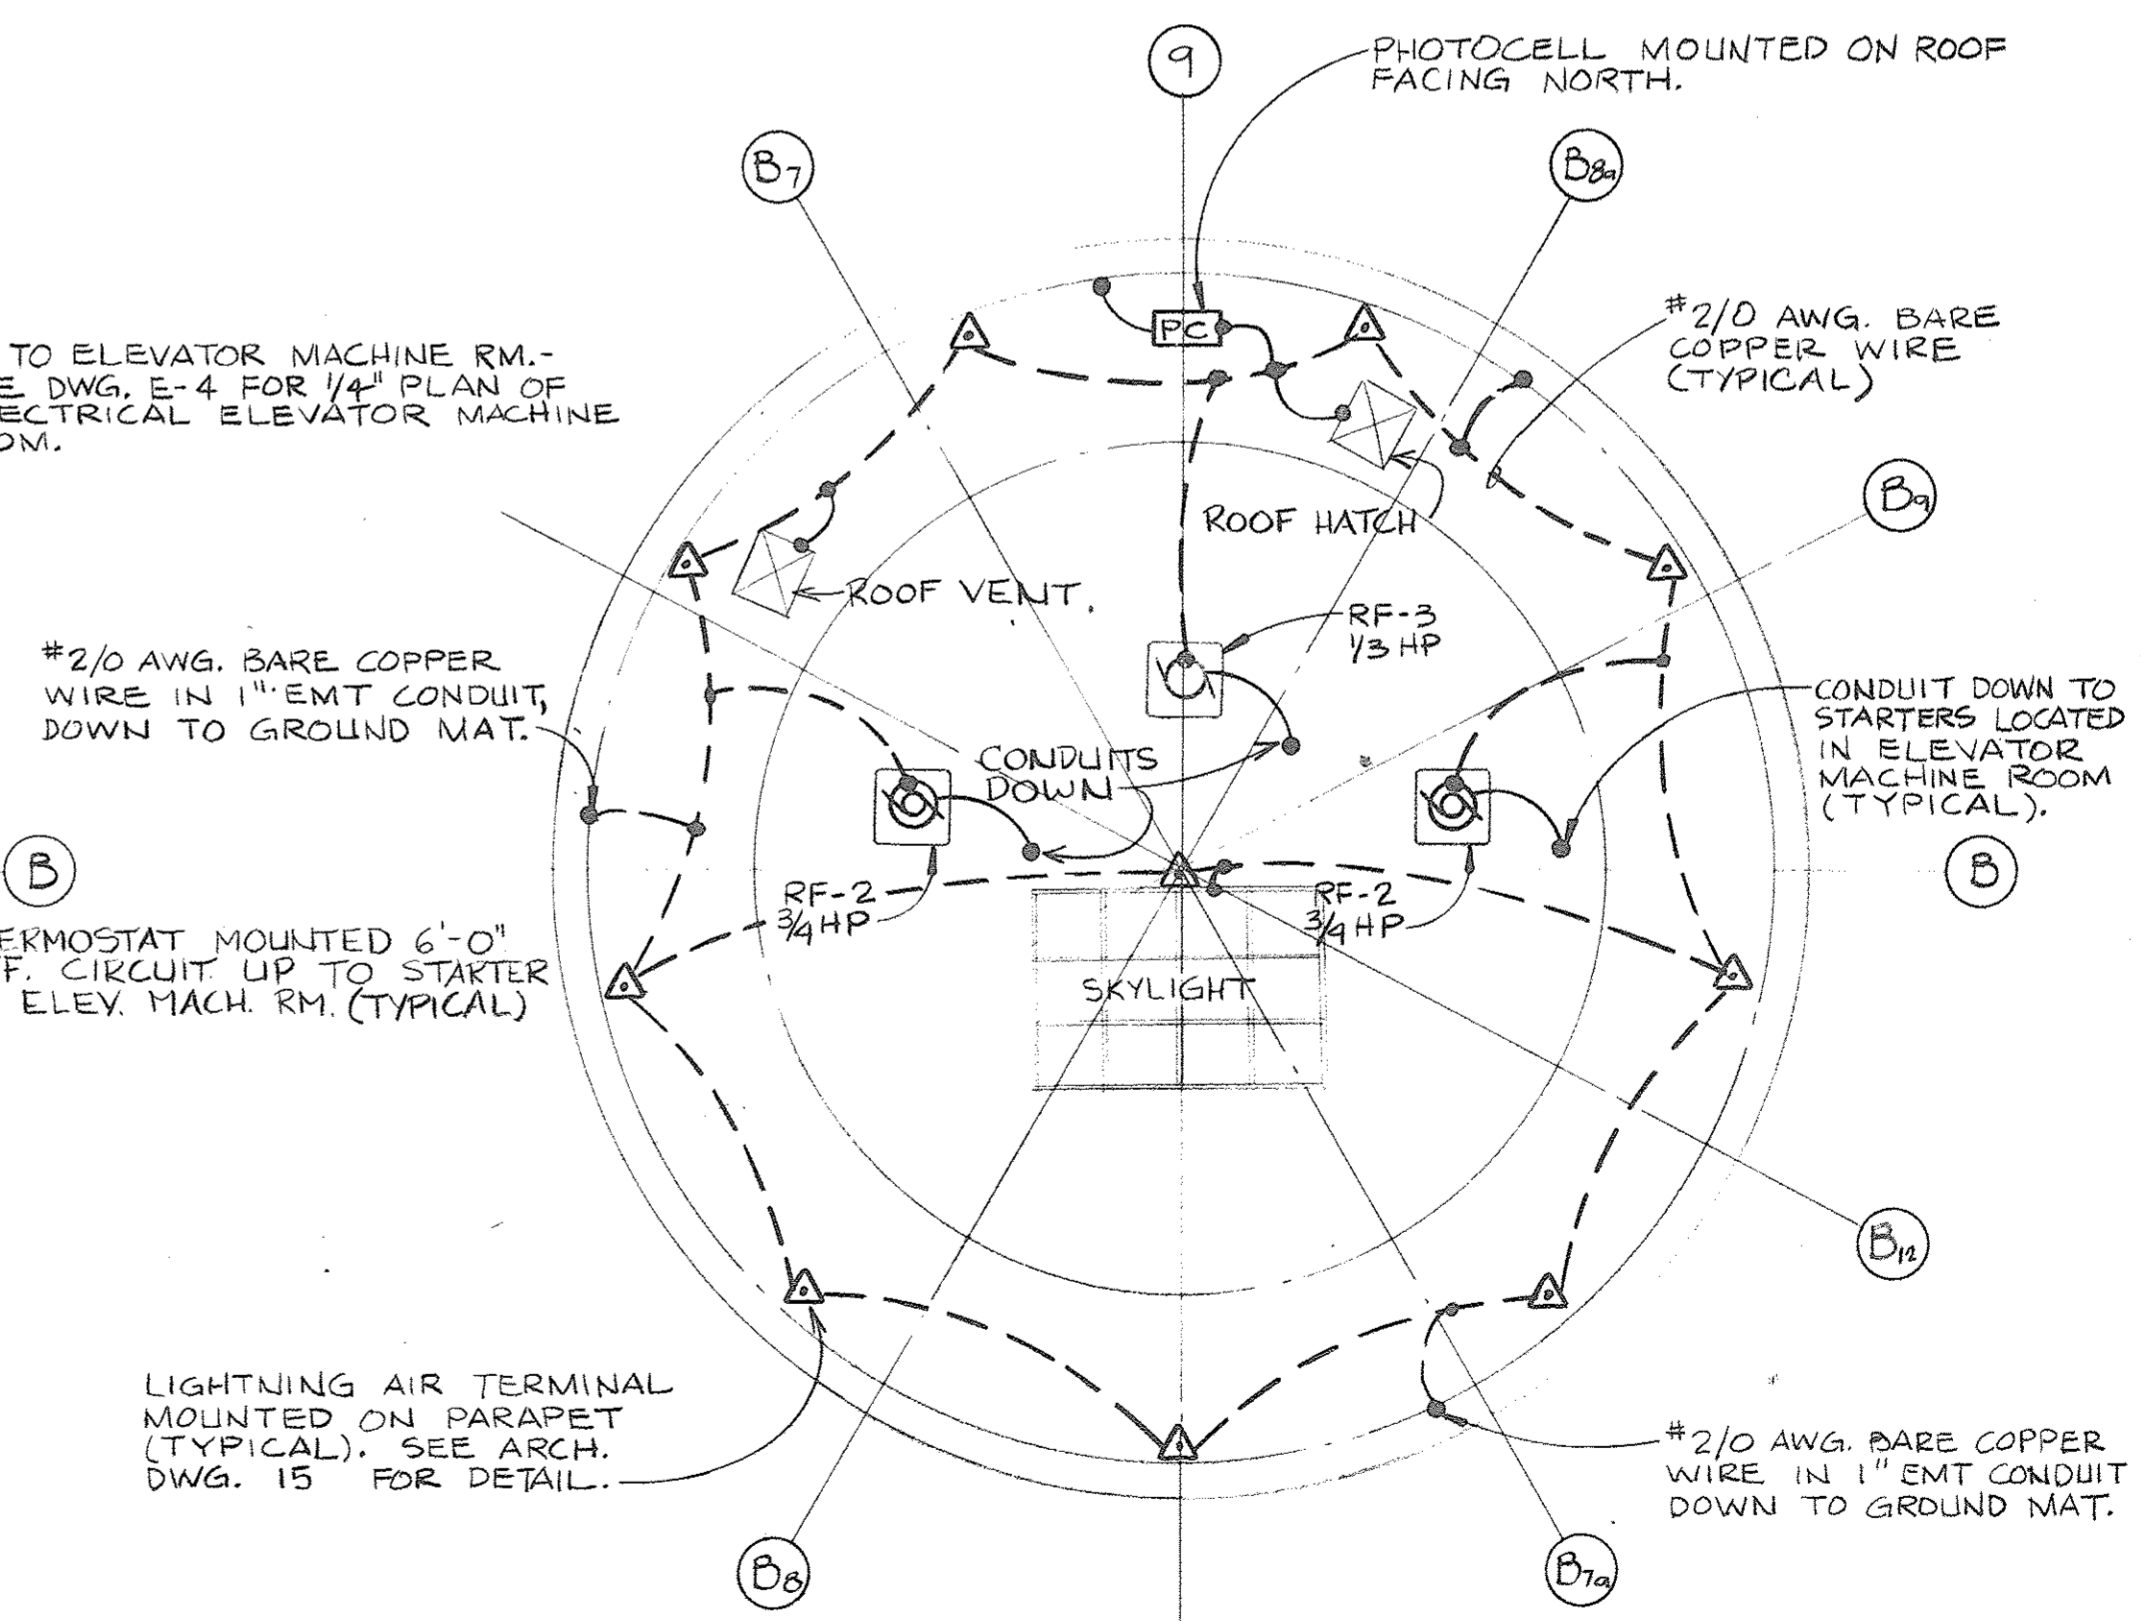 9
PHOTOCELL MOUNTED ON ROOF
FACING NORTH.
B7
B8a
#2/0 AWG. BARE
COPPER WIRE
(TYPICAL)
PC
TO ELEVATOR MACHINE RM.-
E DWG. E-4 FOR 1/4" PLAN OF
ECTRICAL ELEVATOR MACHINE
OM.
B9
ROOF HATCH
ROOF VENT.
RF-3
1/3 HP
#2/0 AWG. BARE COPPER
WIRE IN 1" EMT CONDUIT,
DOWN TO GROUND MAT.
CONDUIT DOWN TO
STARTERS LOCATED
IN ELEVATOR
MACHINE ROOM
(TYPICAL).
CONDUITS
DOWN
B
B
RF-2
3/4 HP
RF-2
3/4 HP
ERMOSTAT MOUNTED 6'-0"
F. CIRCUIT UP TO STARTER
ELEV. MACH. RM. (TYPICAL)
SKYLIGHT
B12
LIGHTNING AIR TERMINAL
MOUNTED ON PARAPET
(TYPICAL). SEE ARCH.
DWG. 15 FOR DETAIL.
#2/0 AWG. BARE COPPER
WIRE IN 1" EMT CONDUIT
DOWN TO GROUND MAT.
B8
B7a